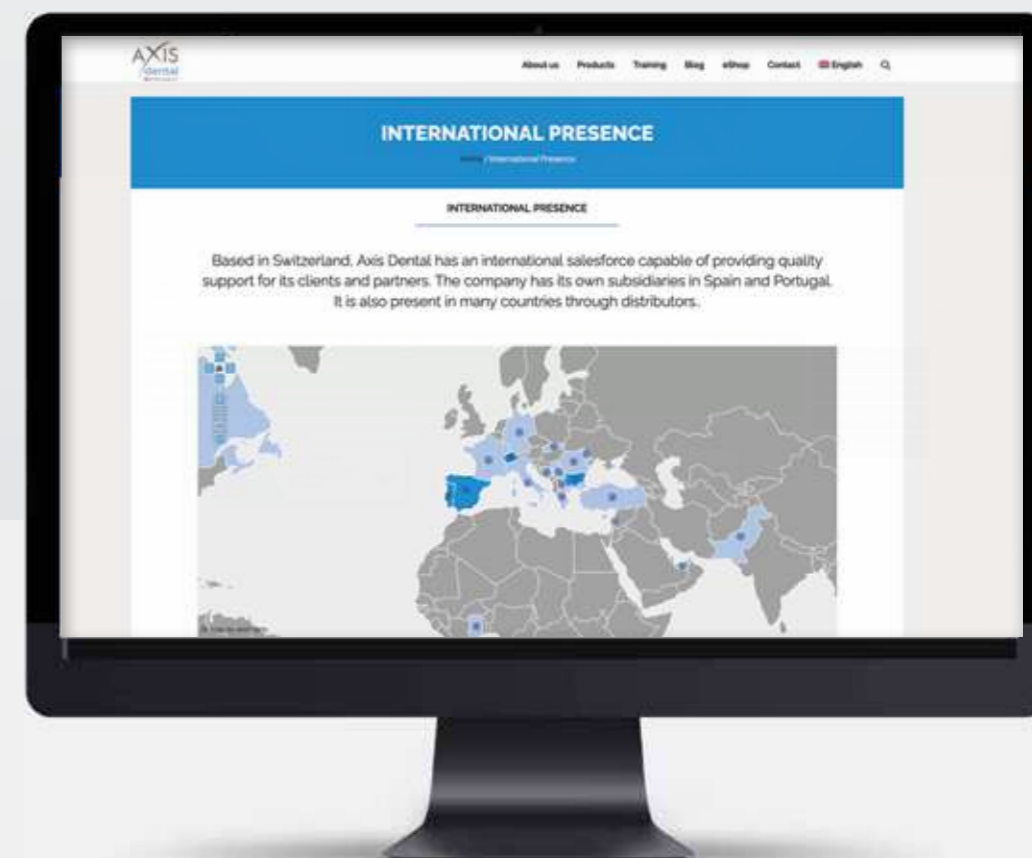 AXIS
dental
About us Products Training Blog eShop Contact English
INTERNATIONAL PRESENCE
/ International Presence
INTERNATIONAL PRESENCE
Based in Switzerland, Axis Dental has an international salesforce capable of providing quality
support for its clients and partners. The company has its own subsidiaries in Spain and Portugal.
It is also present in many countries through distributors..